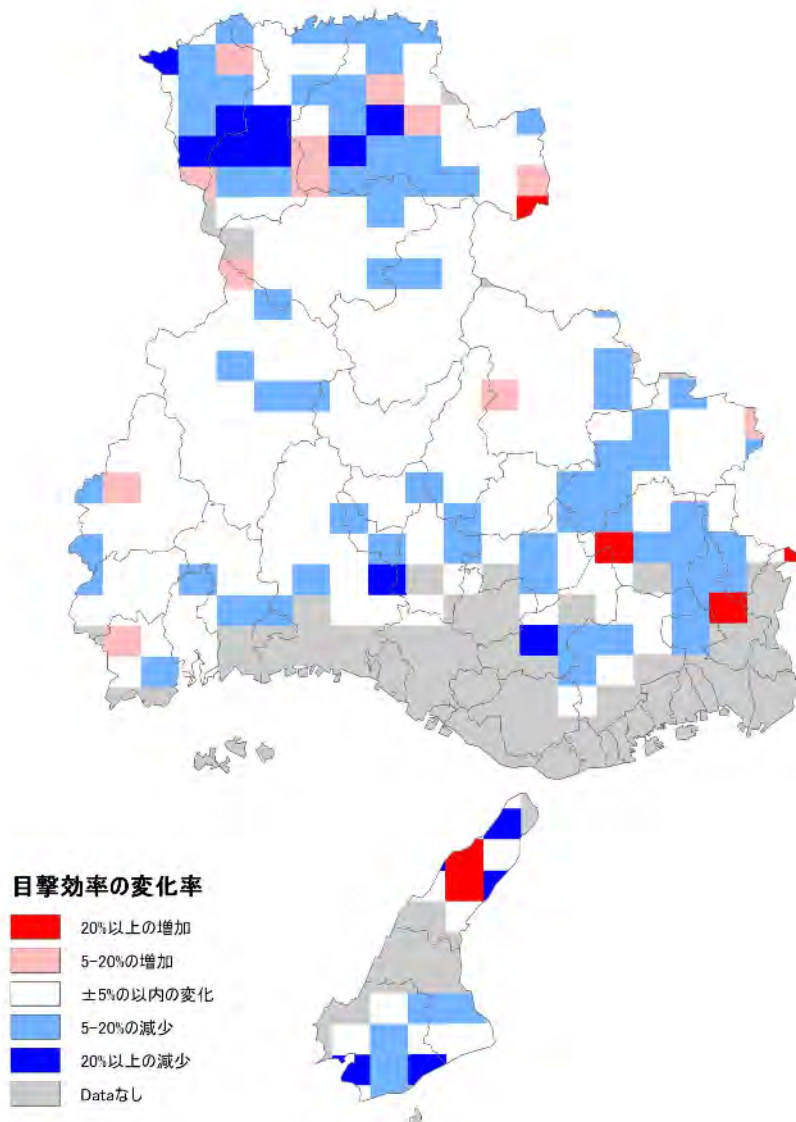 目撃効率の変化率
20%以上の増加
5-20%の増加
±5%の以内の変化
5-20%の減少
20%以上の減少
Dataなし